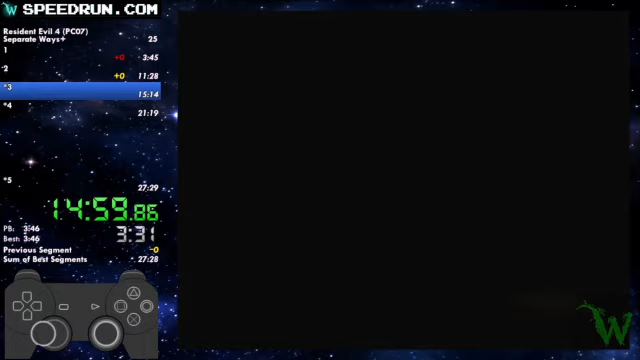 W SPEEDRUN.COM
Resident Evil 4 (PC07)
Separate Ways+ 25
1
+0 3:45
2
+0 11:28
*3
15:14
*4
21:19
*5
27:29
14:59.86
PB: 3:46
Best: 3:46
3:31
Previous Segment -0
Sum of Best Segments 27:28
W